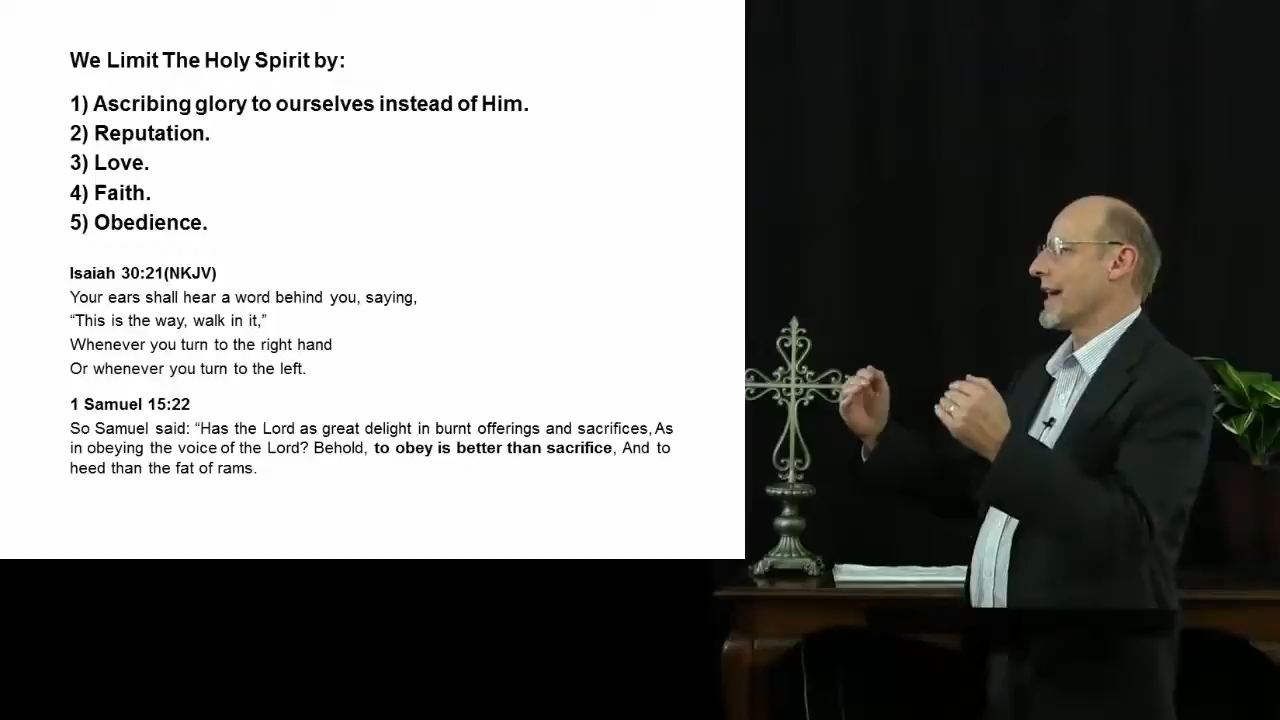 We Limit The Holy Spirit by:
1) Ascribing glory to ourselves instead of Him.
2) Reputation.
3) Love.
4) Faith.
5) Obedience.
Isaiah 30:21(NKJV)
Your ears shall hear a word behind you, saying,
“This is the way, walk in it,”
Whenever you turn to the right hand
Or whenever you turn to the left.
1 Samuel 15:22
So Samuel said: “Has the Lord as great delight in burnt offerings and sacrifices, As
in obeying the voice of the Lord? Behold, to obey is better than sacrifice, And to
heed than the fat of rams.